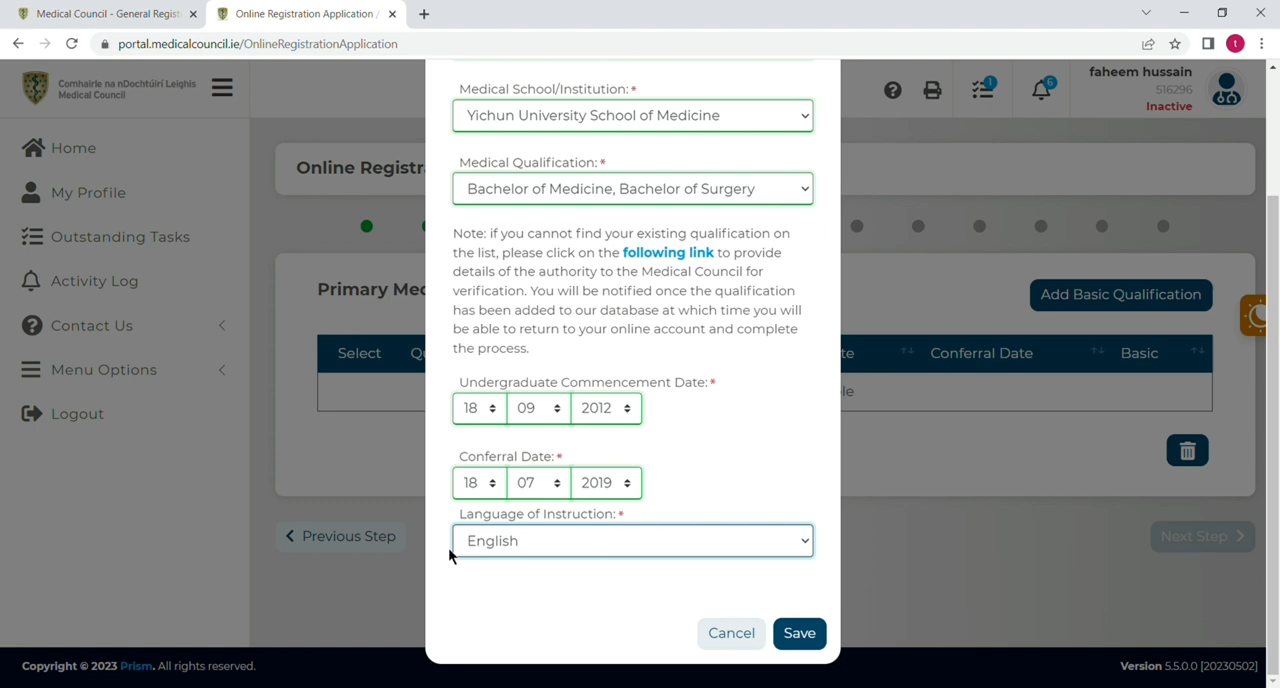 Medical Council - General Regist
Online Registration Application /
portal.medicalcouncil.ie/OnlineRegistrationApplication
t
Comhairle na nDochtúirí Leighis
Medical Council
1
6
faheem hussain
516296
Inactive
Home
My Profile
Outstanding Tasks
Activity Log
Contact Us
Menu Options
Logout
Online Registr
Primary Med
Add Basic Qualification
Select
Qu
te
Conferral Date
Basic
le
Previous Step
Next Step
Medical School/Institution:*
Yichun University School of Medicine
Medical Qualification:*
Bachelor of Medicine, Bachelor of Surgery
Note: if you cannot find your existing qualification on
the list, please click on the following link to provide
details of the authority to the Medical Council for
verification. You will be notified once the qualification
has been added to our database at which time you will
be able to return to your online account and complete
the process.
Undergraduate Commencement Date:*
18 09 2012
Conferral Date:*
18 07 2019
Language of Instruction:*
English
Cancel Save
Copyright © 2023 Prism. All rights reserved.
Version 5.5.0.0 [20230502]